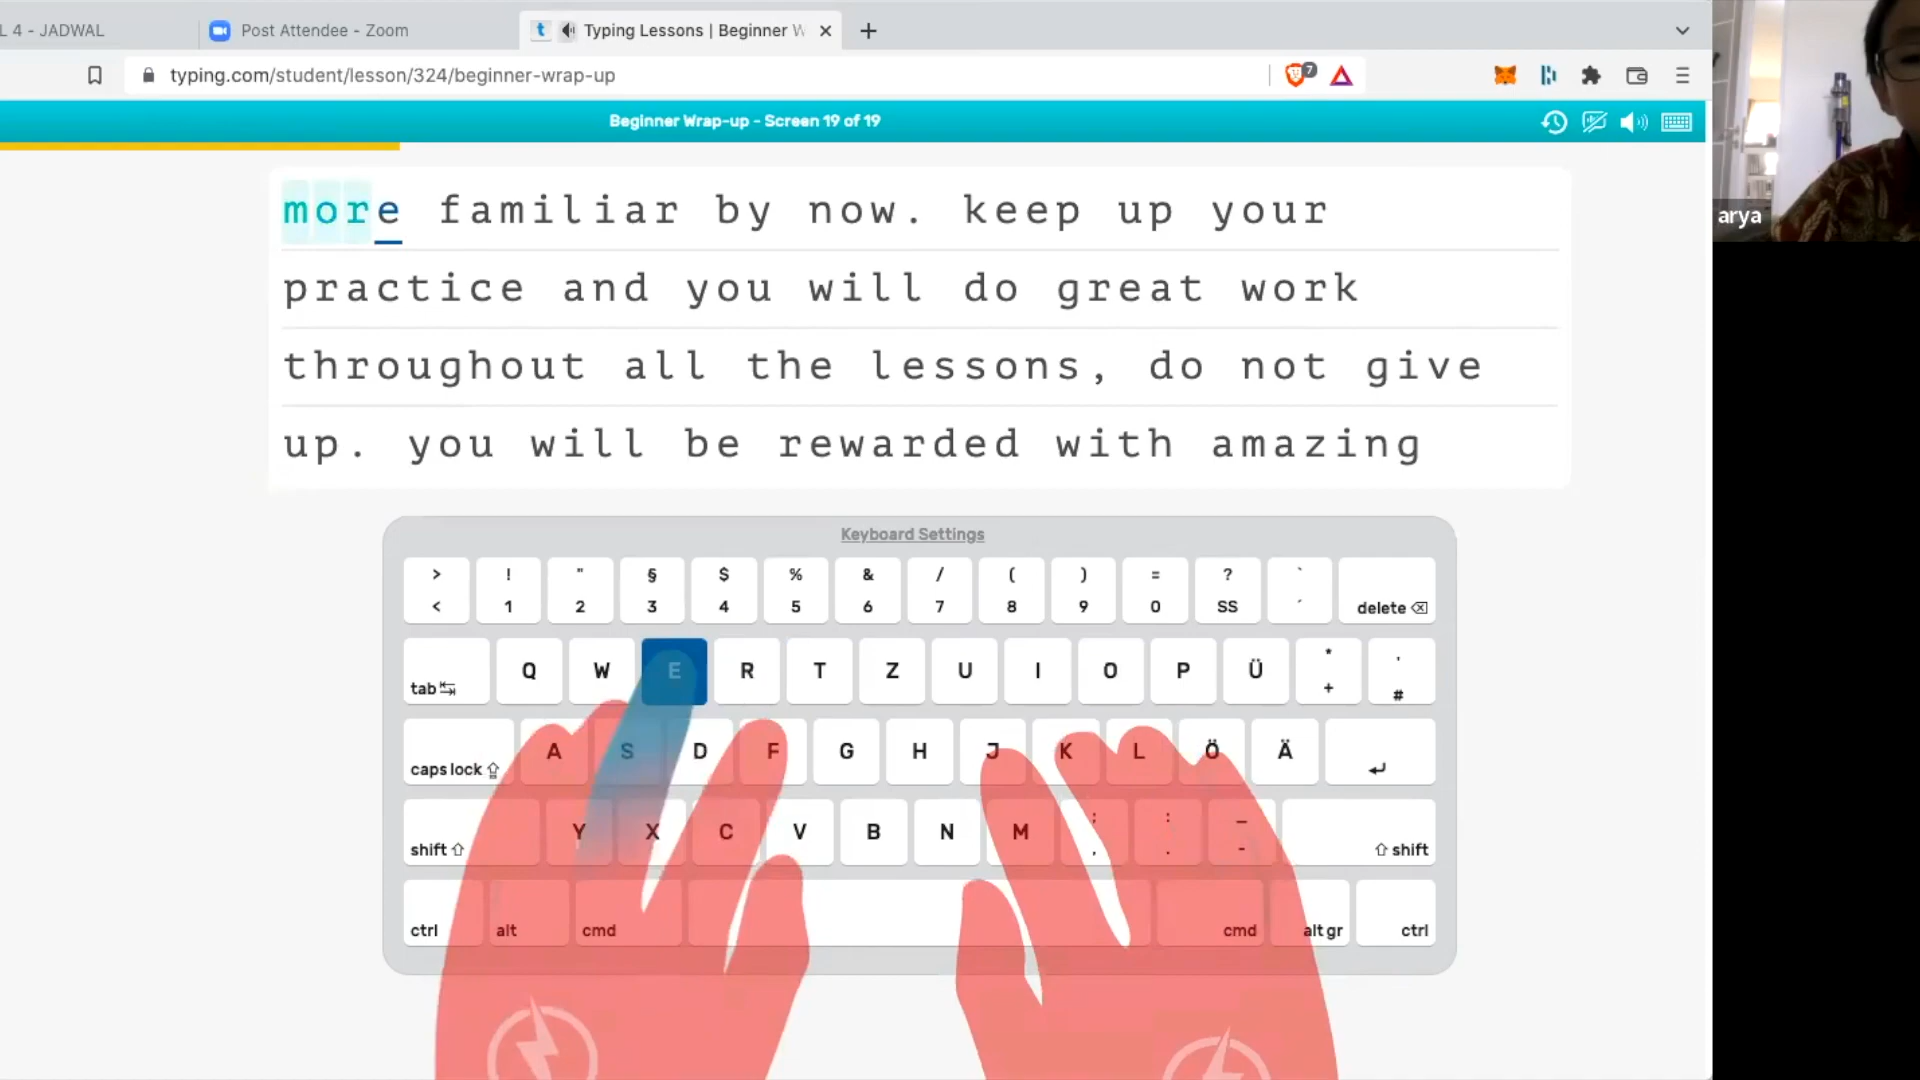 L 4 - JADWAL
Post Attendee - Zoom
Typing Lessons | Beginner W
typing.com/student/lesson/324/beginner-wrap-up
7
Beginner Wrap-up - Screen 19 of 19
arya
more familiar by now. keep up your
practice and you will do great work
throughout all the lessons, do not give
up. you will be rewarded with amazing
Keyboard Settings
> ! " § $ % & / ( ) = ? `
< 1 2 3 4 5 6 7 8 9 0 SS ´ delete
tab Q W E R T Z U I O P Ü * + ' #
caps lock A S D F G H J K L Ö Ä
shift Y X C V B N M ; , : . _ - shift
ctrl alt cmd cmd alt gr ctrl